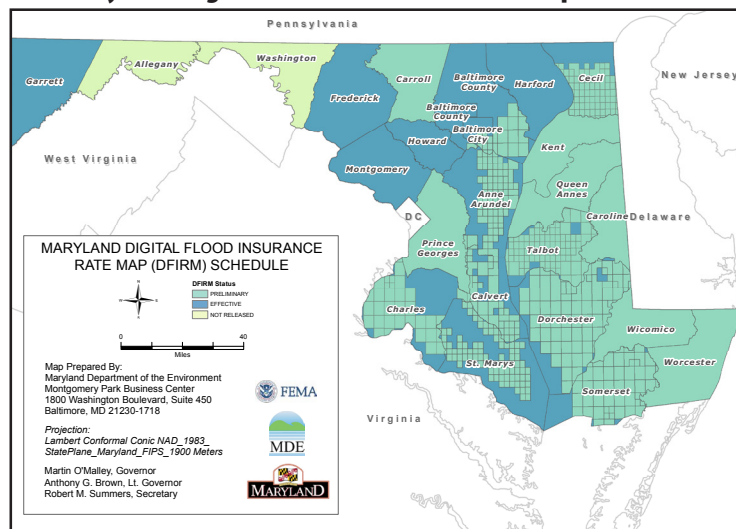 Pennsylvania
Garrett
Allegany
Washington
Frederick
Carroll
Baltimore
County
Harford
Cecil
New Jersey
Baltimore
County
Baltimore
City
Howard
Kent
West Virginia
Montgomery
Queen
Annes
Anne
Arundel
DC
Caroline
Delaware
Prince
Georges
Talbot
Calvert
Charles
Dorchester
Wicomico
St. Marys
Worcester
Somerset
Virginia
MARYLAND DIGITAL FLOOD INSURANCE
RATE MAP (DFIRM) SCHEDULE
DFIRM Status
PRELIMINARY
EFFECTIVE
NOT RELEASED
N
W
E
S
0 20 40
Miles
Map Prepared By:
Maryland Department of the Environment
Montgomery Park Business Center
1800 Washington Boulevard, Suite 450
Baltimore, MD 21230-1718
FEMA
Projection:
Lambert Conformal Conic NAD_1983_
StatePlane_Maryland_FIPS_1900 Meters
MDE
Martin O'Malley, Governor
Anthony G. Brown, Lt. Governor
Robert M. Summers, Secretary
MARYLAND